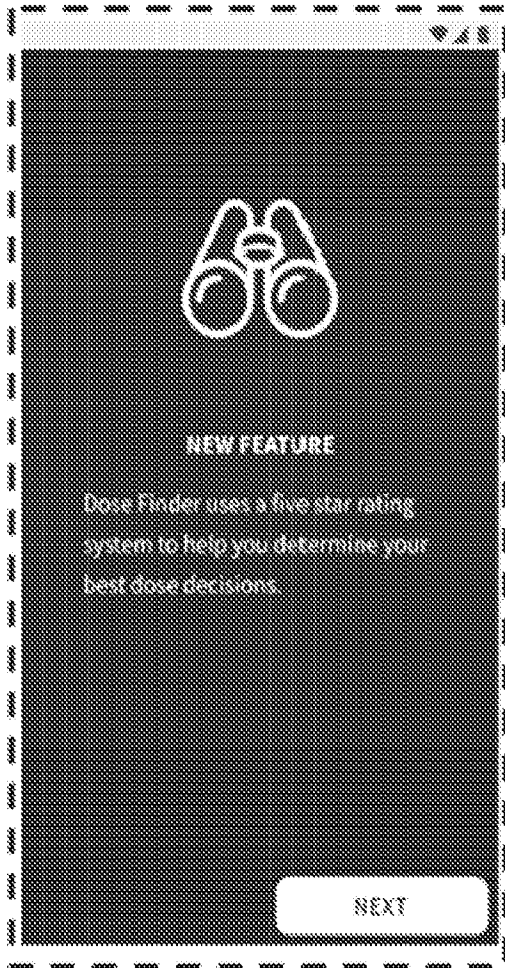 NEW FEATURE
Dose Finder uses a five star rating
system to help you determine your
best dose decisions.
NEXT